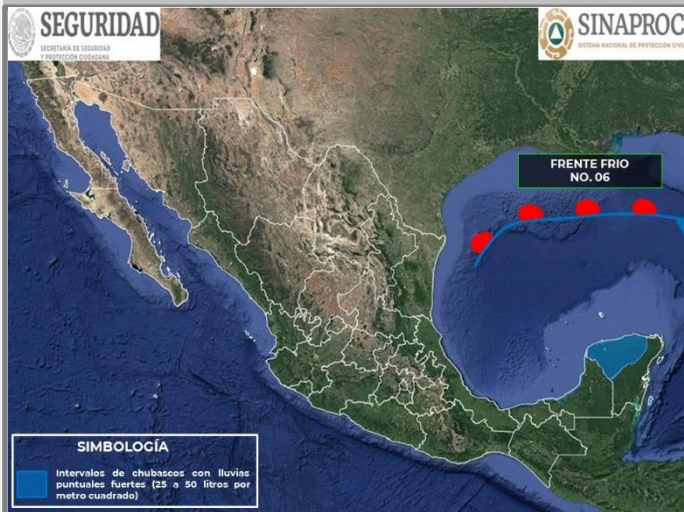 SEGURIDAD
SECRETARÍA DE SEGURIDAD
Y PROTECCIÓN CIUDADANA
SINAPROC
SISTEMA NACIONAL DE PROTECCIÓN CIVIL
FRENTE FRIO
NO. 06
SIMBOLOGÍA
Intervalos de chubascos con lluvias
puntuales fuertes (25 a 50 litros por
metro cuadrado)